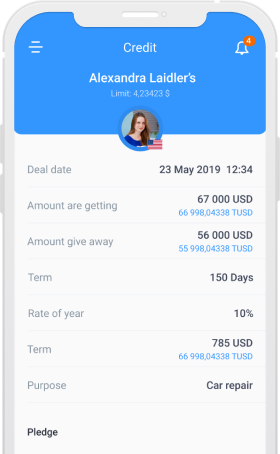 Credit
4
Alexandra Laidler's
Limit: 4,23423 $
Deal date 23 May 2019 12:34
Amount are getting 67 000 USD
66 998,04338 TUSD
Amount give away 56 000 USD
55 998,04338 TUSD
Term 150 Days
Rate of year 10%
Term 785 USD
66 998,04338 TUSD
Purpose Car repair
Pledge